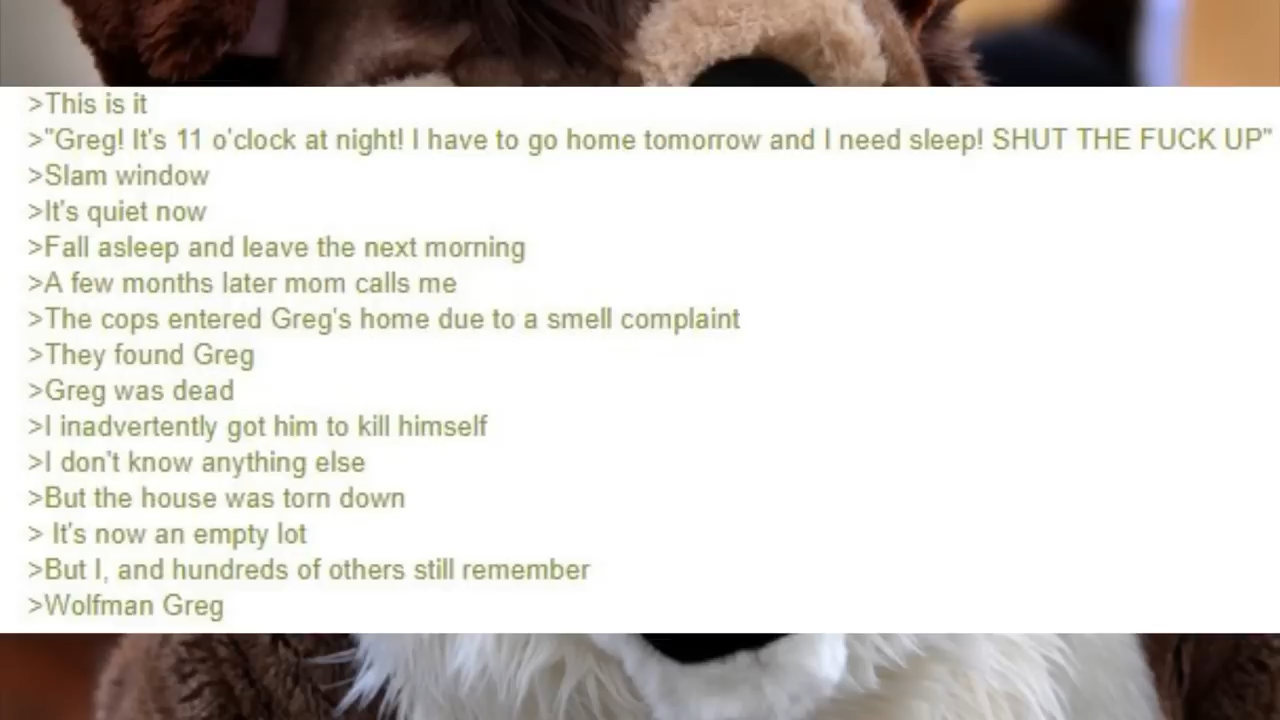 >This is it
>"Greg! It's 11 o'clock at night! I have to go home tomorrow and I need sleep! SHUT THE FUCK UP"
>Slam window
>It's quiet now
>Fall asleep and leave the next morning
>A few months later mom calls me
>The cops entered Greg's home due to a smell complaint
>They found Greg
>Greg was dead
>I inadvertently got him to kill himself
>I don't know anything else
>But the house was torn down
> It's now an empty lot
>But I, and hundreds of others still remember
>Wolfman Greg